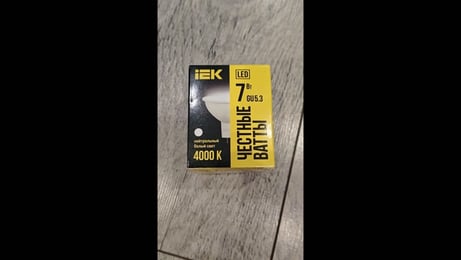 iEK
LED
7 Вт
GU5.3
ЧЕСТНЫЕ
ВАТТЫ
нейтральный
белый свет
4000 K